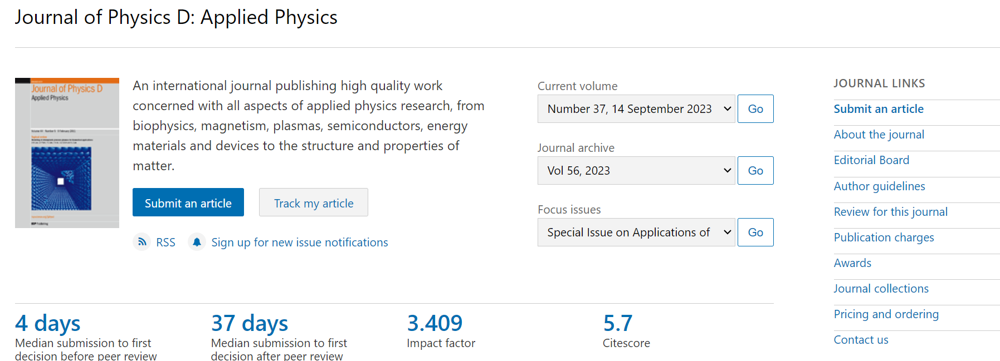 Journal of Physics D: Applied Physics
Journal of Physics D
Applied Physics
An international journal publishing high quality work
concerned with all aspects of applied physics research, from
biophysics, magnetism, plasmas, semiconductors, energy
materials and devices to the structure and properties of
matter.
Submit an article
Track my article
RSS
Sign up for new issue notifications
Current volume
Number 37, 14 September 2023
Go
Journal archive
Vol 56, 2023
Go
Focus issues
Special Issue on Applications of
Go
JOURNAL LINKS
Submit an article
About the journal
Editorial Board
Author guidelines
Review for this journal
Publication charges
Awards
Journal collections
Pricing and ordering
Contact us
4 days
Median submission to first
decision before peer review
37 days
Median submission to first
decision after peer review
3.409
Impact factor
5.7
Citescore